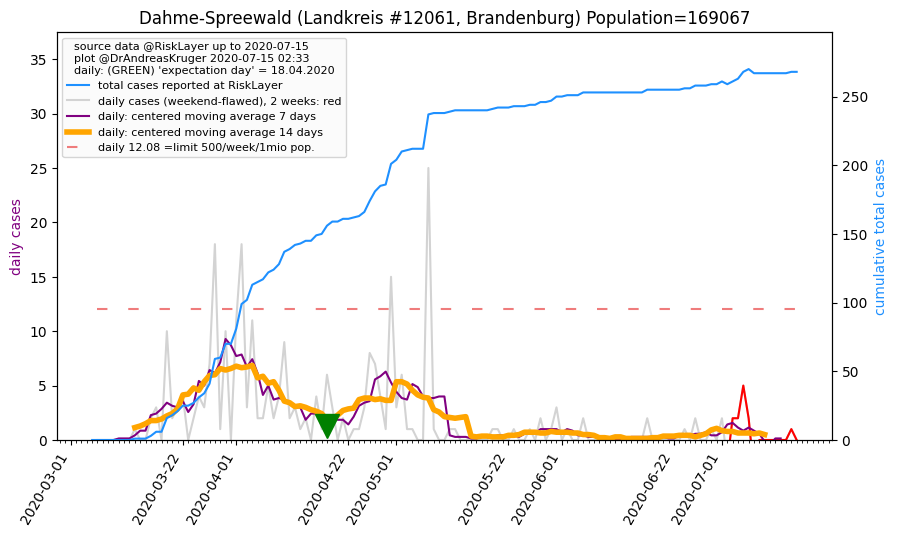 Dahme-Spreewald (Landkreis #12061, Brandenburg) Population=169067
source data @RiskLayer up to 2020-07-15
plot @DrAndreasKruger 2020-07-15 02:33
daily: (GREEN) 'expectation day' = 18.04.2020
total cases reported at RiskLayer
daily cases (weekend-flawed), 2 weeks: red
daily: centered moving average 7 days
daily: centered moving average 14 days
daily 12.08 =limit 500/week/1mio pop.
daily cases
35
30
25
20
15
10
5
0
cumulative total cases
250
200
150
100
50
0
2020-03-01
2020-03-22
2020-04-01
2020-04-22
2020-05-01
2020-05-22
2020-06-01
2020-06-22
2020-07-01